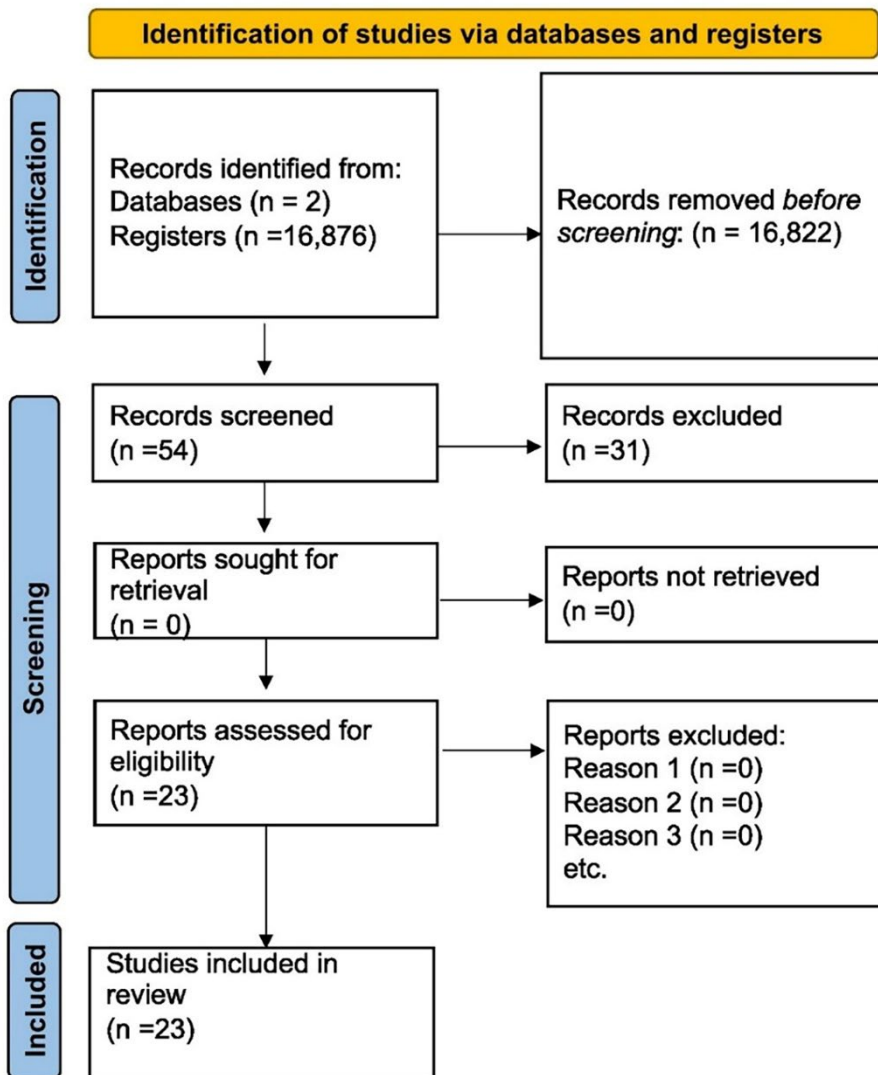 Identification of studies via databases and registers
Identification
Records identified from:
Databases (n = 2)
Registers (n =16,876)
Records removed before
screening: (n = 16,822)
Screening
Records screened
(n =54)
Records excluded
(n =31)
Reports sought for
retrieval
(n = 0)
Reports not retrieved
(n =0)
Reports assessed for
eligibility
(n =23)
Reports excluded:
Reason 1 (n =0)
Reason 2 (n =0)
Reason 3 (n =0)
etc.
Included
Studies included in
review
(n =23)